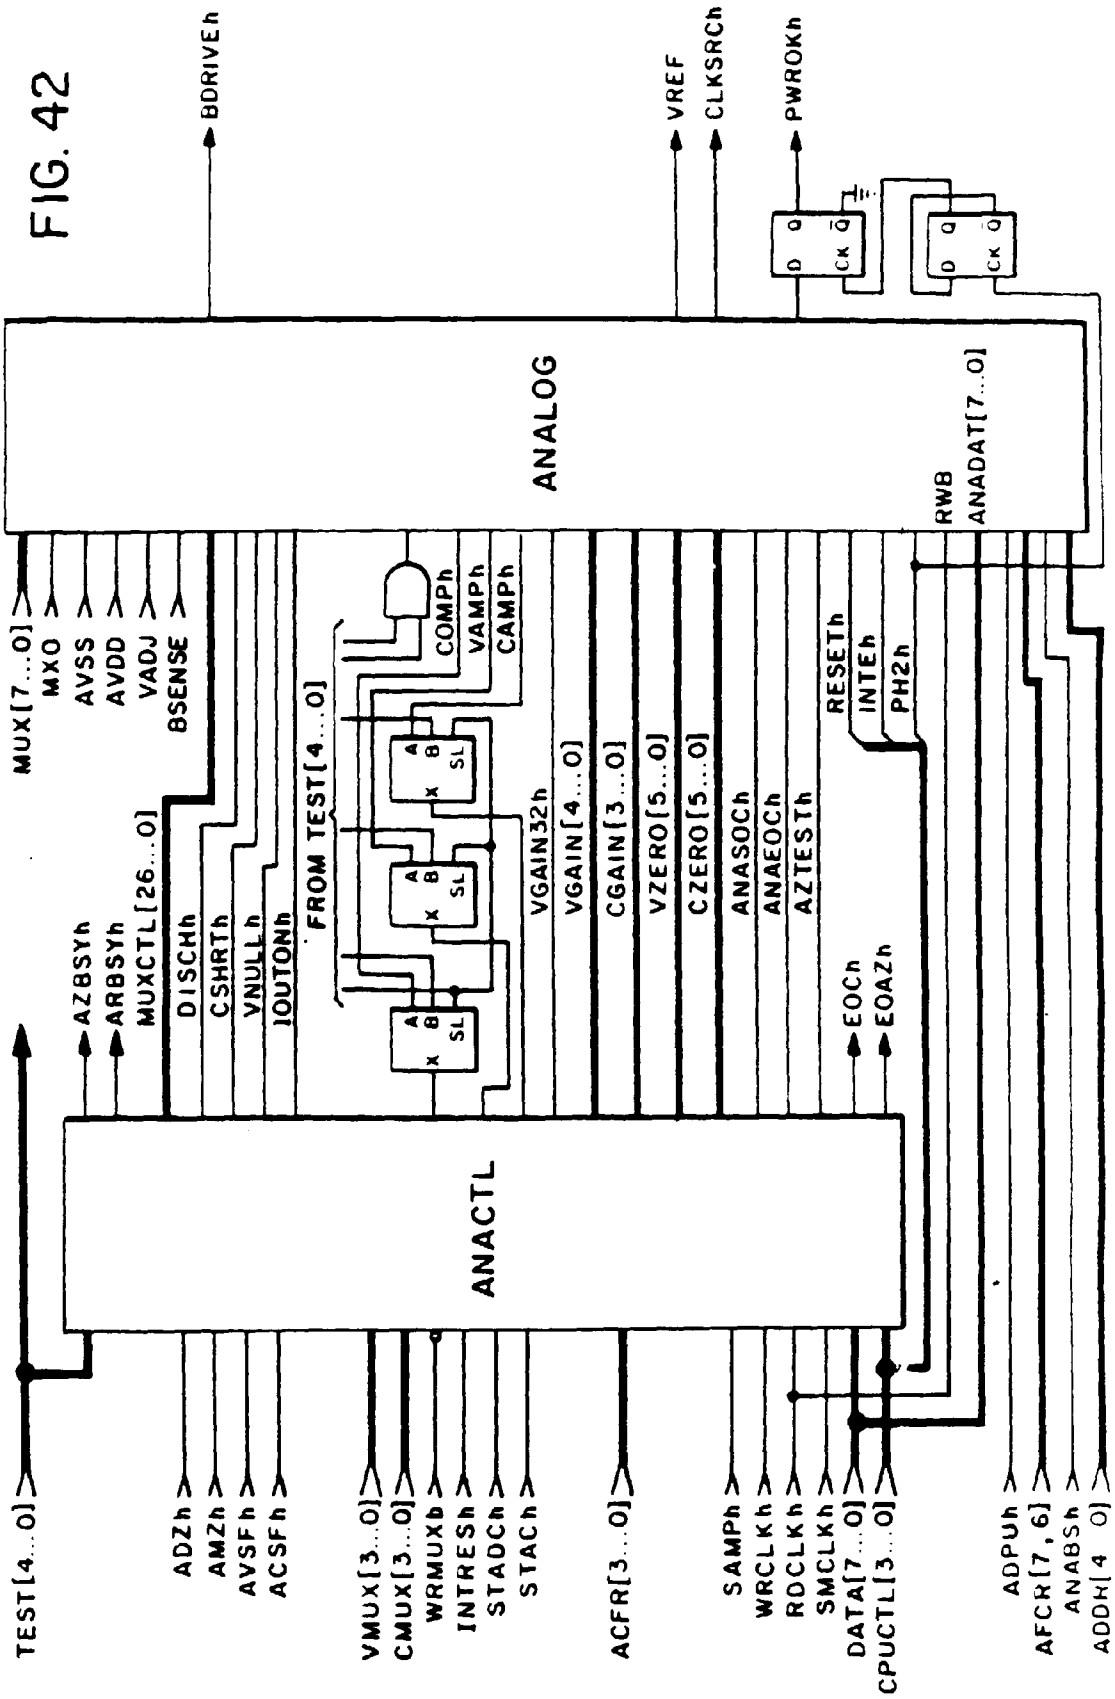 FIG. 42
TEST[4...0]
ADZh
AMZh
AVSFh
ACSFh
VMUX[3...0]
CMUX[3...0]
WRMUXb
INTRESh
STADCh
STACh
ACFR[3...0]
SAMPh
WRCLKh
RDCLKh
SMCLKh
DATA[7...0]
CPUCTL[3...0]
ADPUh
AFCR[7,6]
ANABSh
ADDH[4 0]
ANACTL
AZBSYh
ARBSYh
MUXCTL[26...0]
DISCHh
CSHRTh
VNULLh
IOUTONh
FROM TEST[4...0]
X A B SL
X A B SL
X A B SL
COMPh
VAMPh
CAMPh
VGAIN32h
VGAIN[4...0]
CGAIN[3...0]
VZERO[5...0]
CZERO[5...0]
ANASOCh
ANAEOCh
AZTESTh
EOCh
EOAZh
RESETh
INTEh
PH2h
MUX[7...0]
MXO
AVSS
AVDD
VADJ
BSENSE
ANALOG
RWB
ANADAT[7...0]
BDRIVEh
VREF
CLKSRCh
PWROKh
D Q
CK Q
D Q
CK Q